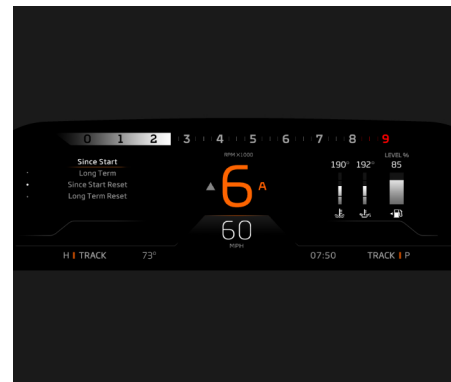 0 1 2 3 4 5 6 7 8 9
RPM X1000
Since Start
Long Term
Since Start Reset
Long Term Reset
6 A
190° 192°
LEVEL %
85
60
MPH
H TRACK 73°
07:50 TRACK P